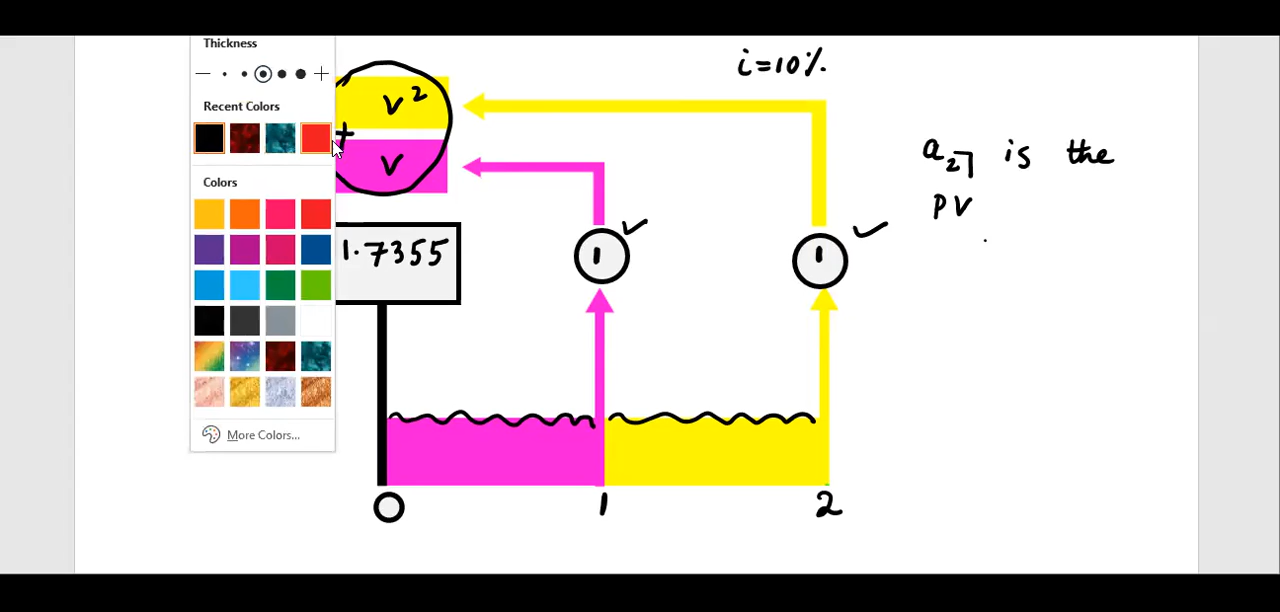 Thickness
Recent Colors
Colors
More Colors...
i=10%
v²
+
v
1.7355
1
1
a2̅| is the
PV
0
1
2